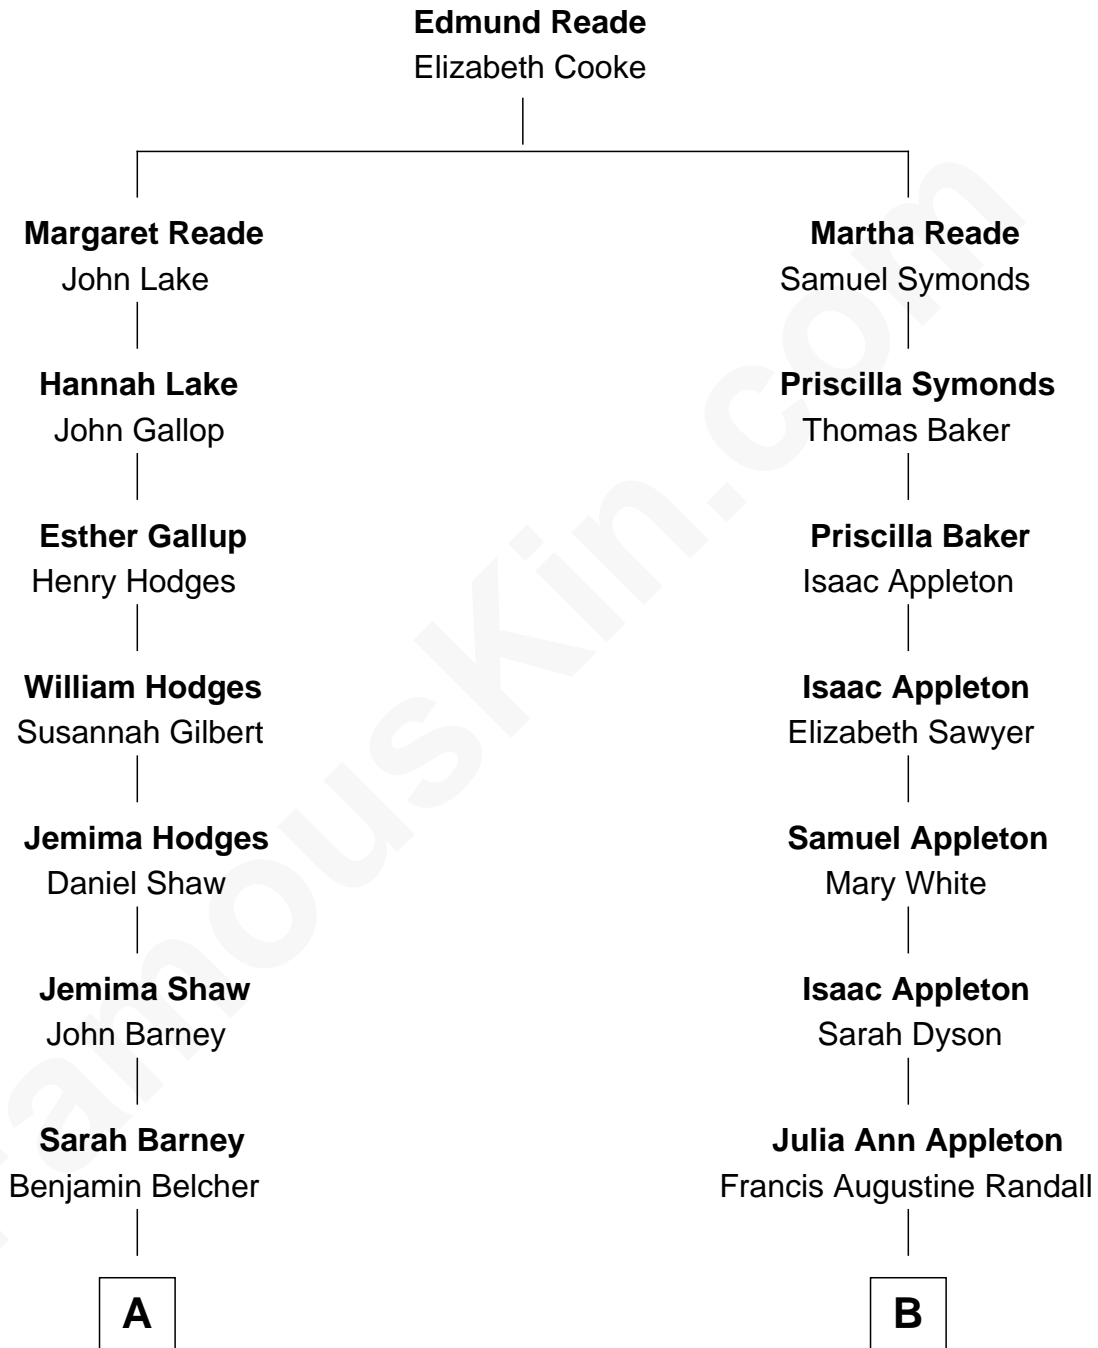 Edmund Reade
Elizabeth Cooke
Margaret Reade
John Lake
Hannah Lake
John Gallop
Esther Gallup
Henry Hodges
William Hodges
Susannah Gilbert
Jemima Hodges
Daniel Shaw
Jemima Shaw
John Barney
Sarah Barney
Benjamin Belcher
A
Martha Reade
Samuel Symonds
Priscilla Symonds
Thomas Baker
Priscilla Baker
Isaac Appleton
Isaac Appleton
Elizabeth Sawyer
Samuel Appleton
Mary White
Isaac Appleton
Sarah Dyson
Julia Ann Appleton
Francis Augustine Randall
B
FamousKin.com